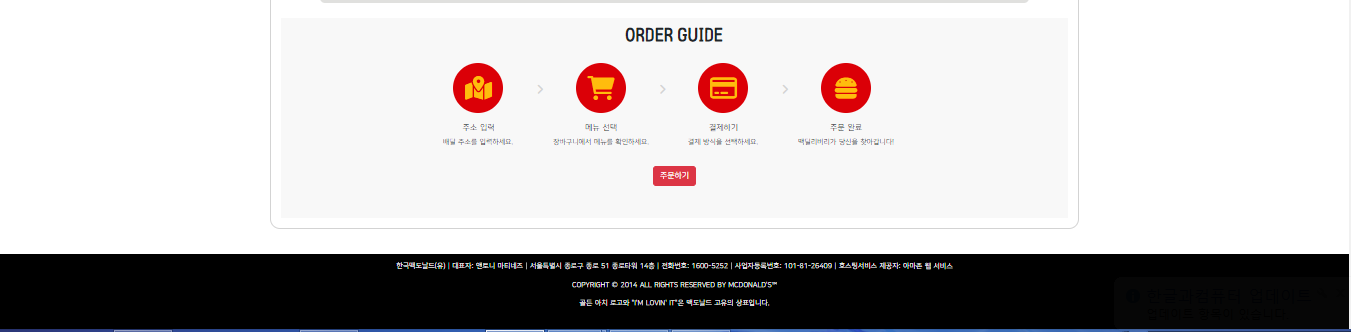 ORDER GUIDE
주소 입력
배달 주소를 입력하세요.
메뉴 선택
장바구니에서 메뉴를 확인하세요.
결제하기
결제 방식을 선택하세요.
주문 완료
맥딜리버리가 당신을 찾아갑니다!
주문하기
한국맥도날드(유) | 대표자: 앤토니 마티네즈 | 서울특별시 종로구 종로 51 종로타워 14층 | 전화번호: 1600-5252 | 사업자등록번호: 101-81-26409 | 호스팅서비스 제공자: 아마존 웹 서비스
COPYRIGHT © 2014 ALL RIGHTS RESERVED BY MCDONALD'S℠
골든 아치 로고와 "I'M LOVIN' IT"은 맥도날드 고유의 상표입니다.